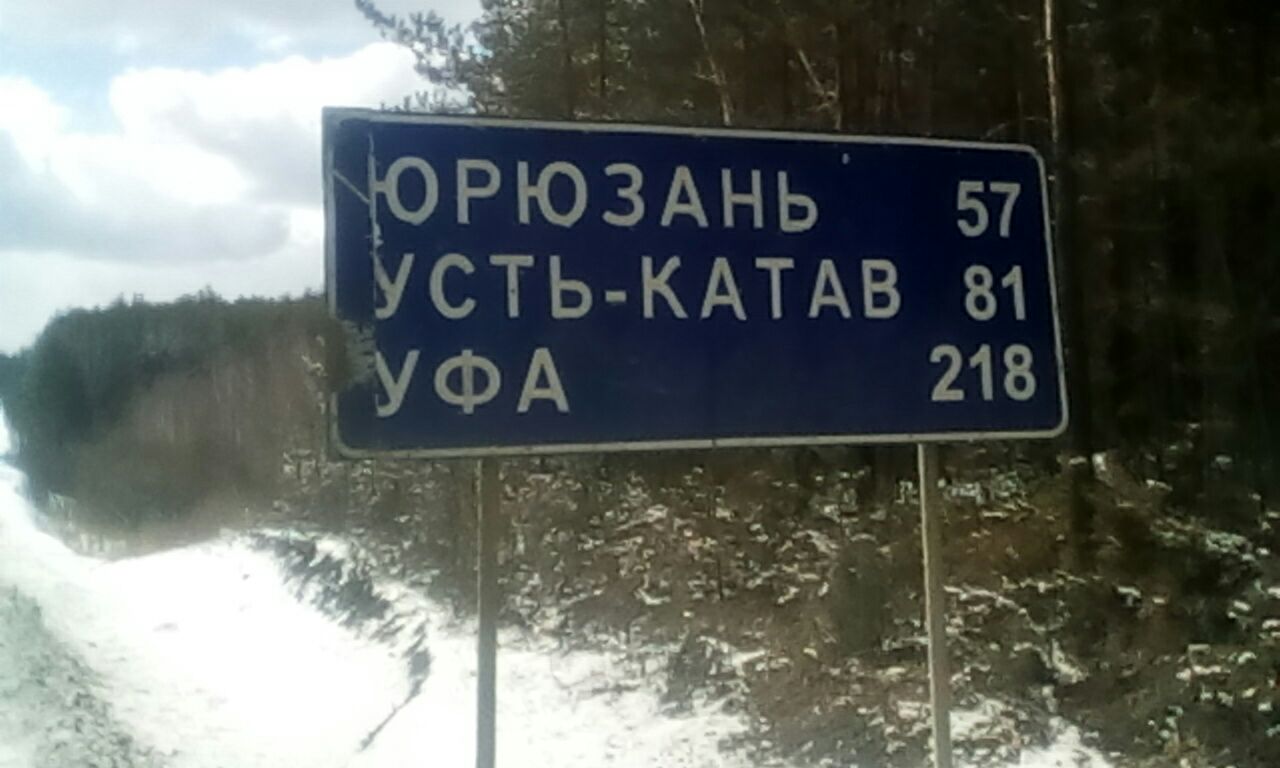 ЮРЮЗАНЬ 57
УСТЬ-КАТАВ 81
УФА 218